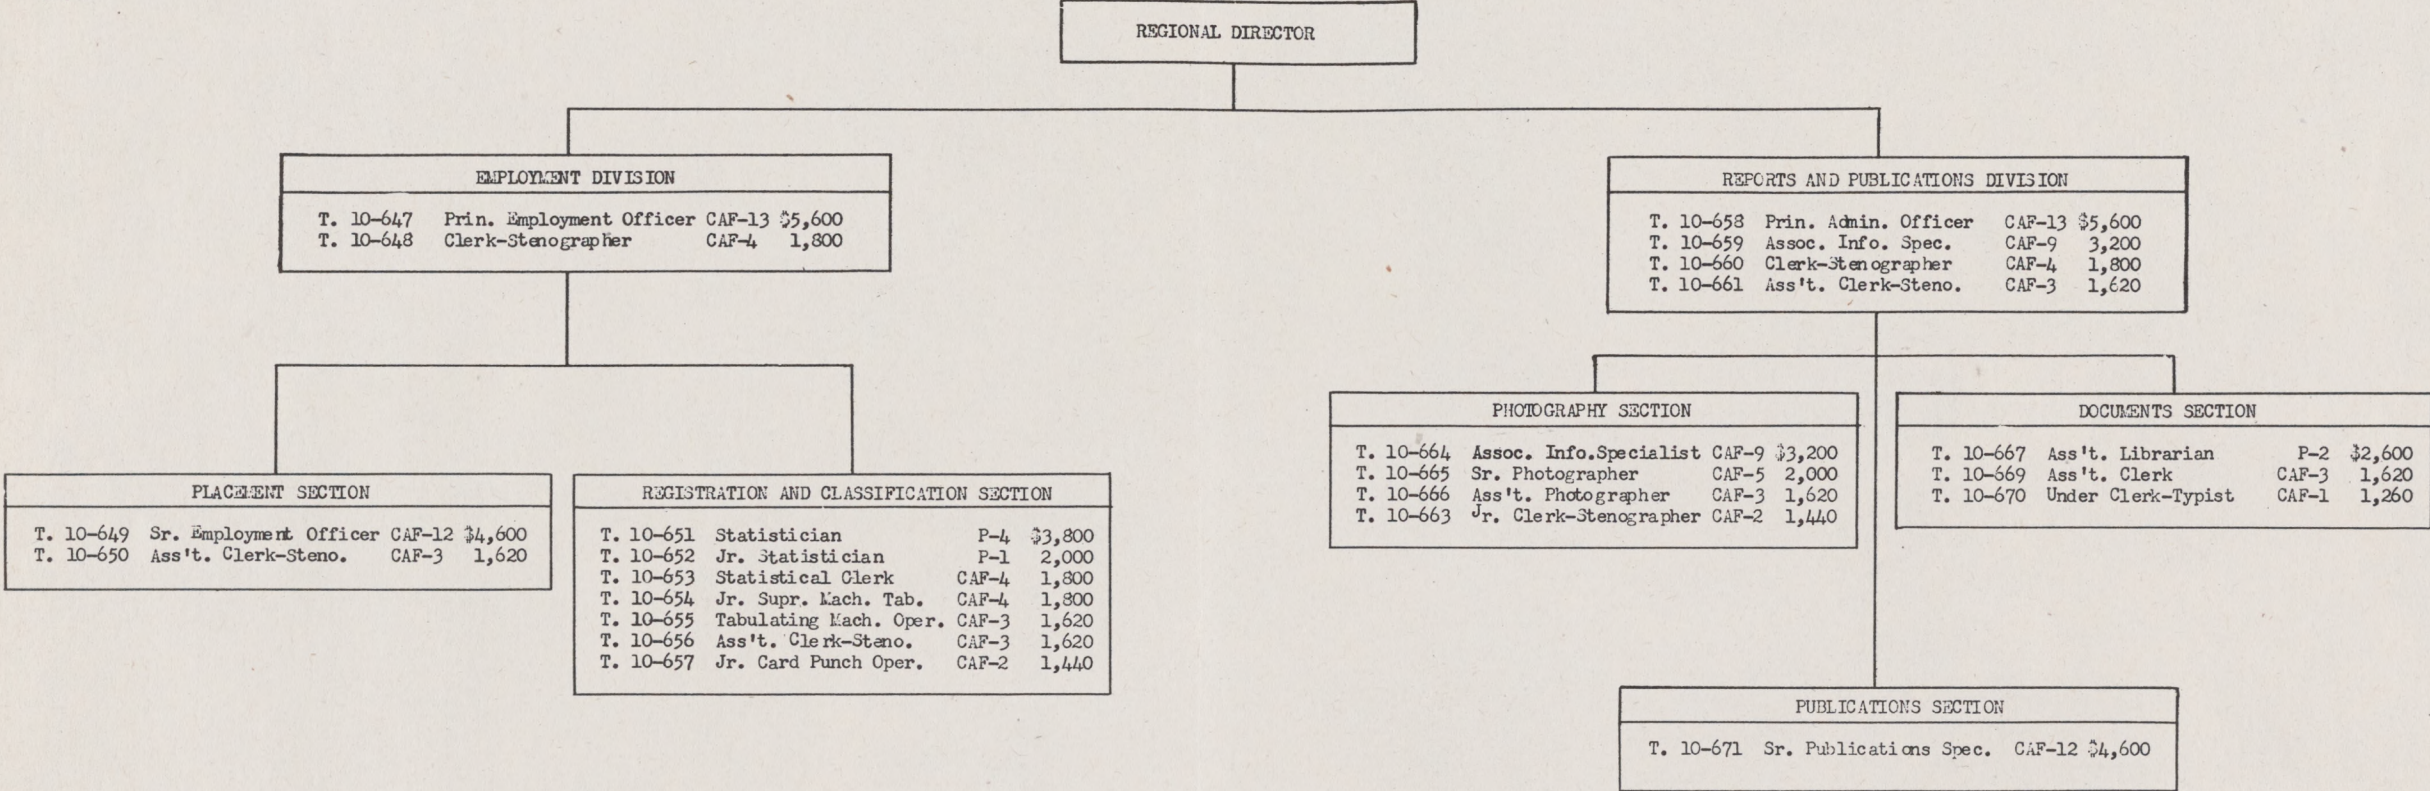 REGIONAL DIRECTOR
EMPLOYMENT DIVISION
T. 10-647 Prin. Employment Officer CAF-13 $5,600
T. 10-648 Clerk-Stenographer CAF-4 1,800
REPORTS AND PUBLICATIONS DIVISION
T. 10-658 Prin. Admin. Officer CAF-13 $5,600
T. 10-659 Assoc. Info. Spec. CAF-9 3,200
T. 10-660 Clerk-Stenographer CAF-4 1,800
T. 10-661 Ass't. Clerk-Steno. CAF-3 1,620
PLACEMENT SECTION
T. 10-649 Sr. Employment Officer CAF-12 $4,600
T. 10-650 Ass't. Clerk-Steno. CAF-3 1,620
REGISTRATION AND CLASSIFICATION SECTION
T. 10-651 Statistician P-4 $3,800
T. 10-652 Jr. Statistician P-1 2,000
T. 10-653 Statistical Clerk CAF-4 1,800
T. 10-654 Jr. Supr. Mach. Tab. CAF-4 1,800
T. 10-655 Tabulating Mach. Oper. CAF-3 1,620
T. 10-656 Ass't. Clerk-Steno. CAF-3 1,620
T. 10-657 Jr. Card Punch Oper. CAF-2 1,440
PHOTOGRAPHY SECTION
T. 10-664 Assoc. Info.Specialist CAF-9 $3,200
T. 10-665 Sr. Photographer CAF-5 2,000
T. 10-666 Ass't. Photographer CAF-3 1,620
T. 10-663 Jr. Clerk-Stenographer CAF-2 1,440
DOCUMENTS SECTION
T. 10-667 Ass't. Librarian P-2 $2,600
T. 10-669 Ass't. Clerk CAF-3 1,620
T. 10-670 Under Clerk-Typist CAF-1 1,260
PUBLICATIONS SECTION
T. 10-671 Sr. Publications Spec. CAF-12 $4,600